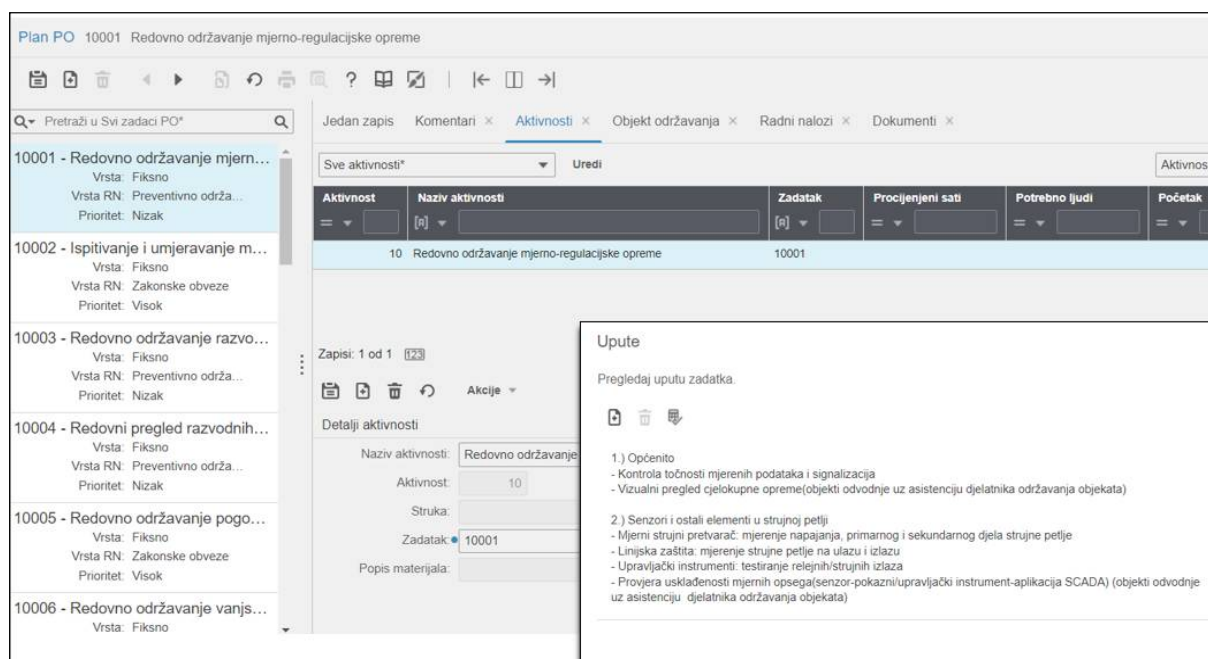 Plan PO 10001 Redovno održavanje mjerno-regulacijske opreme
Pretraži u Svi zadaci PO*
10001 - Redovno održavanje mjern...
Vrsta: Fiksno
Vrsta RN: Preventivno održa...
Prioritet: Nizak
10002 - Ispitivanje i umjeravanje m...
Vrsta: Fiksno
Vrsta RN: Zakonske obveze
Prioritet: Visok
10003 - Redovno održavanje razvo...
Vrsta: Fiksno
Vrsta RN: Preventivno održa...
Prioritet: Nizak
10004 - Redovni pregled razvodnih...
Vrsta: Fiksno
Vrsta RN: Preventivno održa...
Prioritet: Nizak
10005 - Redovno održavanje pogo...
Vrsta: Fiksno
Vrsta RN: Zakonske obveze
Prioritet: Visok
10006 - Redovno održavanje vanjs...
Vrsta: Fiksno
Jedan zapis Komentari × Aktivnosti × Objekt održavanja × Radni nalozi × Dokumenti ×
Sve aktivnosti* Uredi Aktivnos
Aktivnost Naziv aktivnosti Zadatak Procijenjeni sati Potrebno ljudi Početak
10 Redovno održavanje mjerno-regulacijske opreme 10001
Zapisi: 1 od 1 123
Akcije
Detalji aktivnosti
Naziv aktivnosti: Redovno održavanje
Aktivnost: 10
Struka:
Zadatak: 10001
Popis materijala:
Upute
Pregledaj uputu zadatka.
1.) Općenito
- Kontrola točnosti mjerenih podataka i signalizacija
- Vizualni pregled cjelokupne opreme(objekti odvodnje uz asistenciju djelatnika održavanja objekata)
2.) Senzori i ostali elementi u strujnoj petlji
- Mjerni strujni pretvarač: mjerenje napajanja, primarnog i sekundarnog djela strujne petlje
- Linijska zaštita: mjerenje strujne petlje na ulazu i izlazu
- Upravljački instrumenti: testiranje relejnih/strujnih izlaza
- Provjera usklađenosti mjernih opsega(senzor-pokazni/upravljački instrument-aplikacija SCADA) (objekti odvodnje
uz asistenciju djelatnika održavanja objekata)